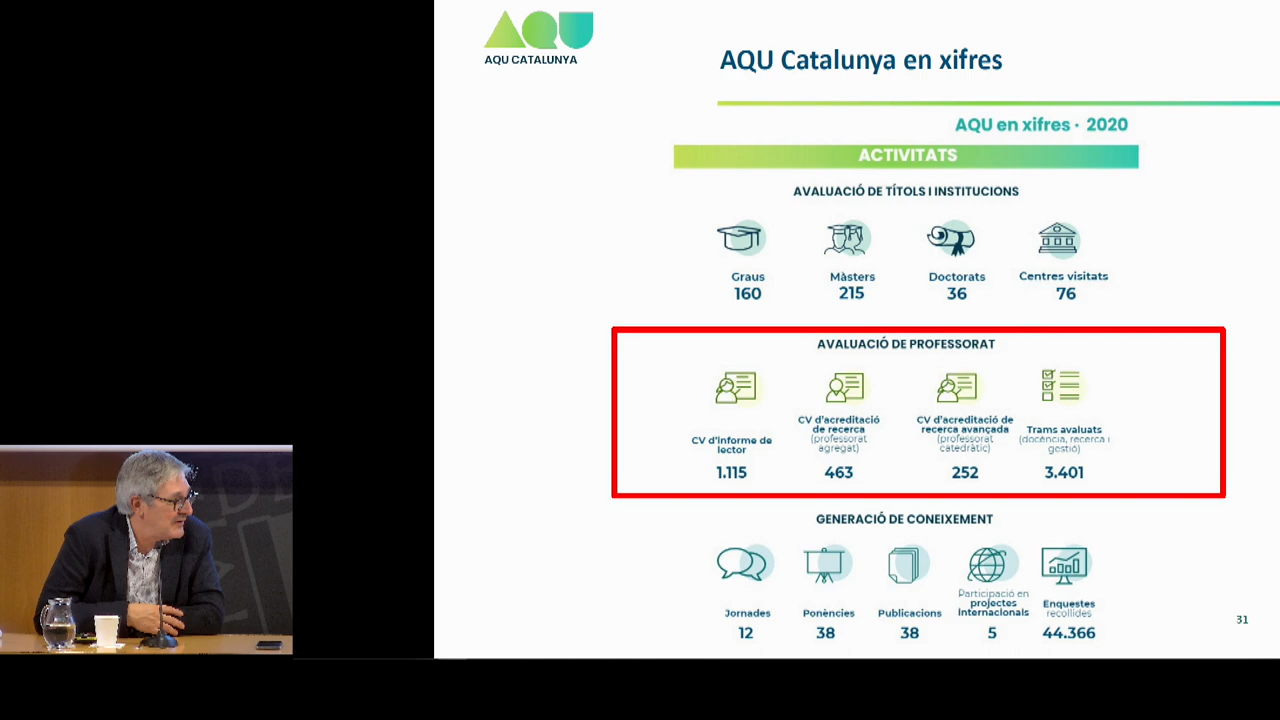 AQU CATALUNYA
AQU Catalunya en xifres
AQU en xifres · 2020
ACTIVITATS
AVALUACIÓ DE TÍTOLS I INSTITUCIONS
Graus
160
Màsters
215
Doctorats
36
Centres visitats
76
AVALUACIÓ DE PROFESSORAT
CV d'informe de
lector
1.115
CV d'acreditació
de recerca
(professorat
agregat)
463
CV d'acreditació de
recerca avançada
(professorat
catedràtic)
252
Trams avaluats
(docència, recerca i
gestió)
3.401
GENERACIÓ DE CONEIXEMENT
Jornades
12
Ponències
38
Publicacions
38
Participació en
projectes
internacionals
5
Enquestes
recollides
44.366
31